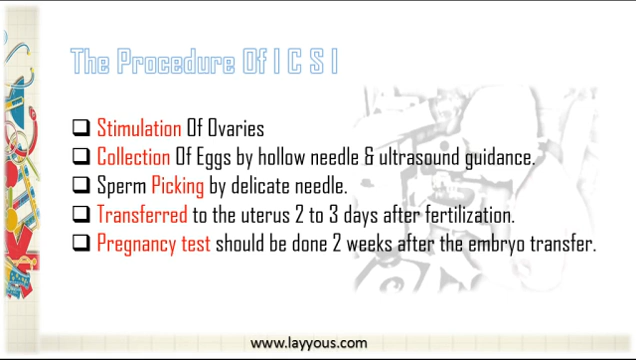 The Procedure Of I C S I
❑ Stimulation Of Ovaries
❑ Collection Of Eggs by hollow needle & ultrasound guidance.
❑ Sperm Picking by delicate needle.
❑ Transferred to the uterus 2 to 3 days after fertilization.
❑ Pregnancy test should be done 2 weeks after the embryo transfer.
www.layyous.com